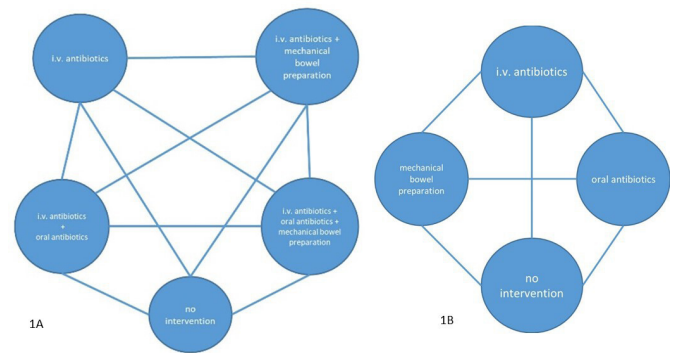 i.v. antibiotics
i.v. antibiotics +
mechanical
bowel
preparation
i.v. antibiotics
+
oral antibiotics
i.v. antibiotics +
oral antibiotics +
mechanical bowel
preparation
no
intervention
1A
i.v. antibiotics
mechanical
bowel
preparation
oral antibiotics
no
intervention
1B